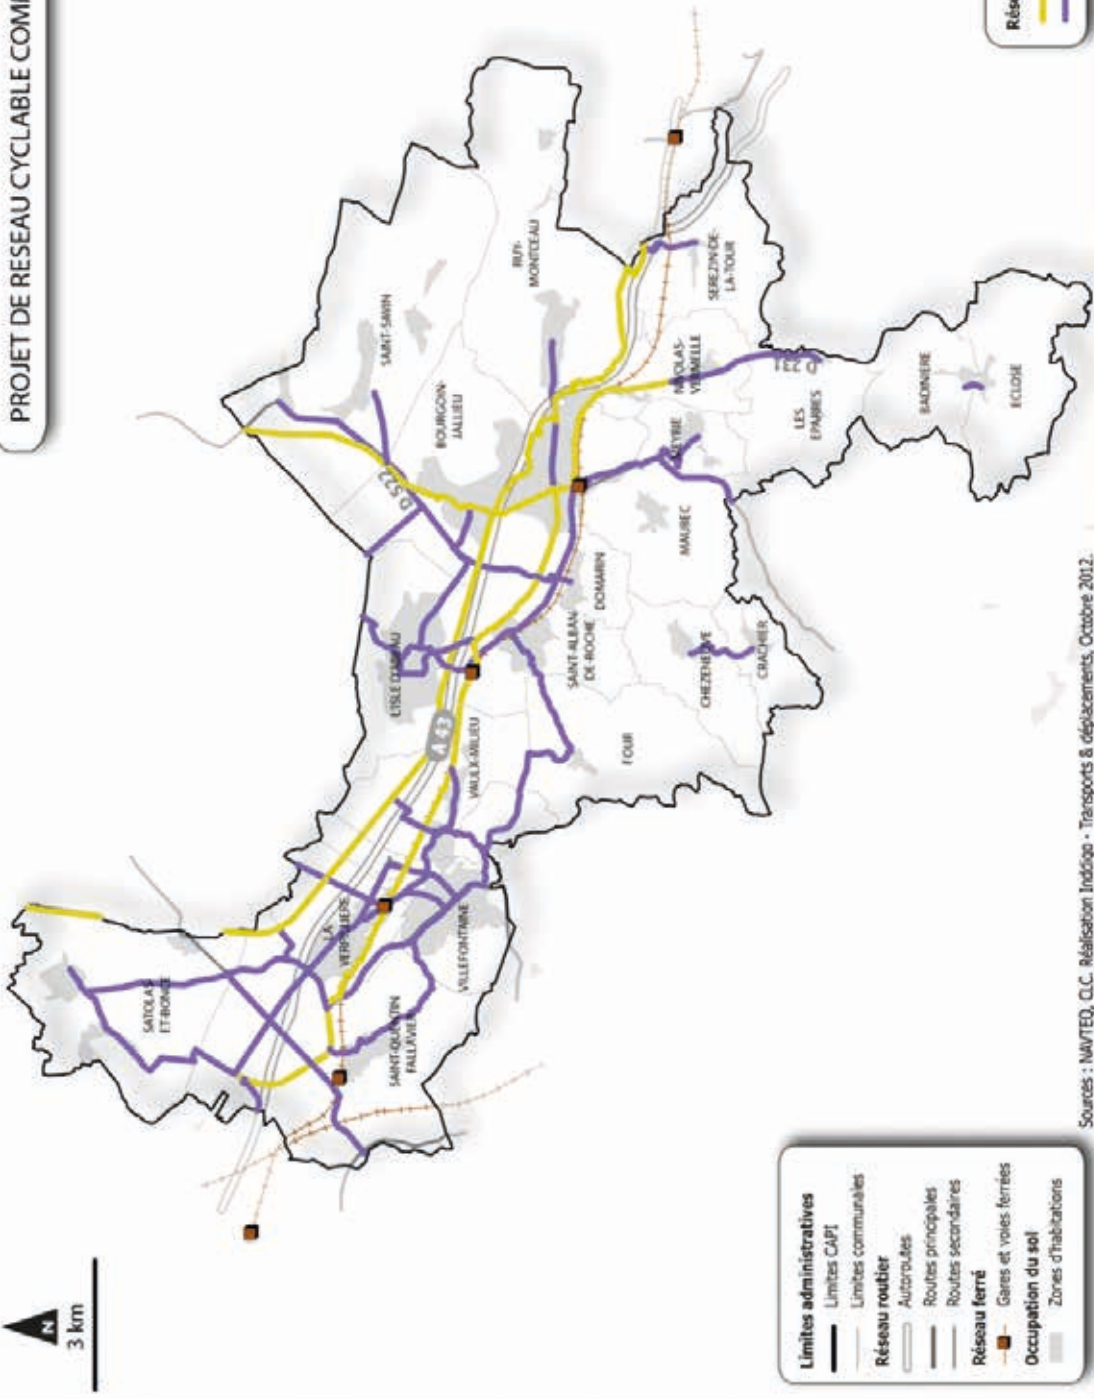 PROJET DE RESEAU CYCLABLE
N
3 km
SATOLAS-
ET-BONCE
SAINT-QUENTIN
FALLAVIER
LA
VERPILLIERE
VILLEFONTAINE
VAULX-MILIEU
A 43
L'ISLE D'ABEAU
FOUR
SAINT-ALBAN-
DE-ROCHE
DOMARIN
CHEZENEUVE
CRACHIER
MAUREC
MEYRIE
D 522
BOURGOIN-
JALLIEU
SAINT-SAVIN
RUY-
MONTCEAU
NIVOLAS-
VERMELLE
SEREZIN-DE-
LA-TOUR
LES
EPARRES
BADINIERE
ECLOSE
Limites administratives
Limites CAPI
Limites communales
Réseau routier
Autoroutes
Routes principales
Routes secondaires
Réseau ferré
Gares et voies ferrées
Occupation du sol
Zones d'habitations
Sources : NAVTEQ, CLC. Réalisation Inddigo - Transports & déplacements, Octobre 2012.